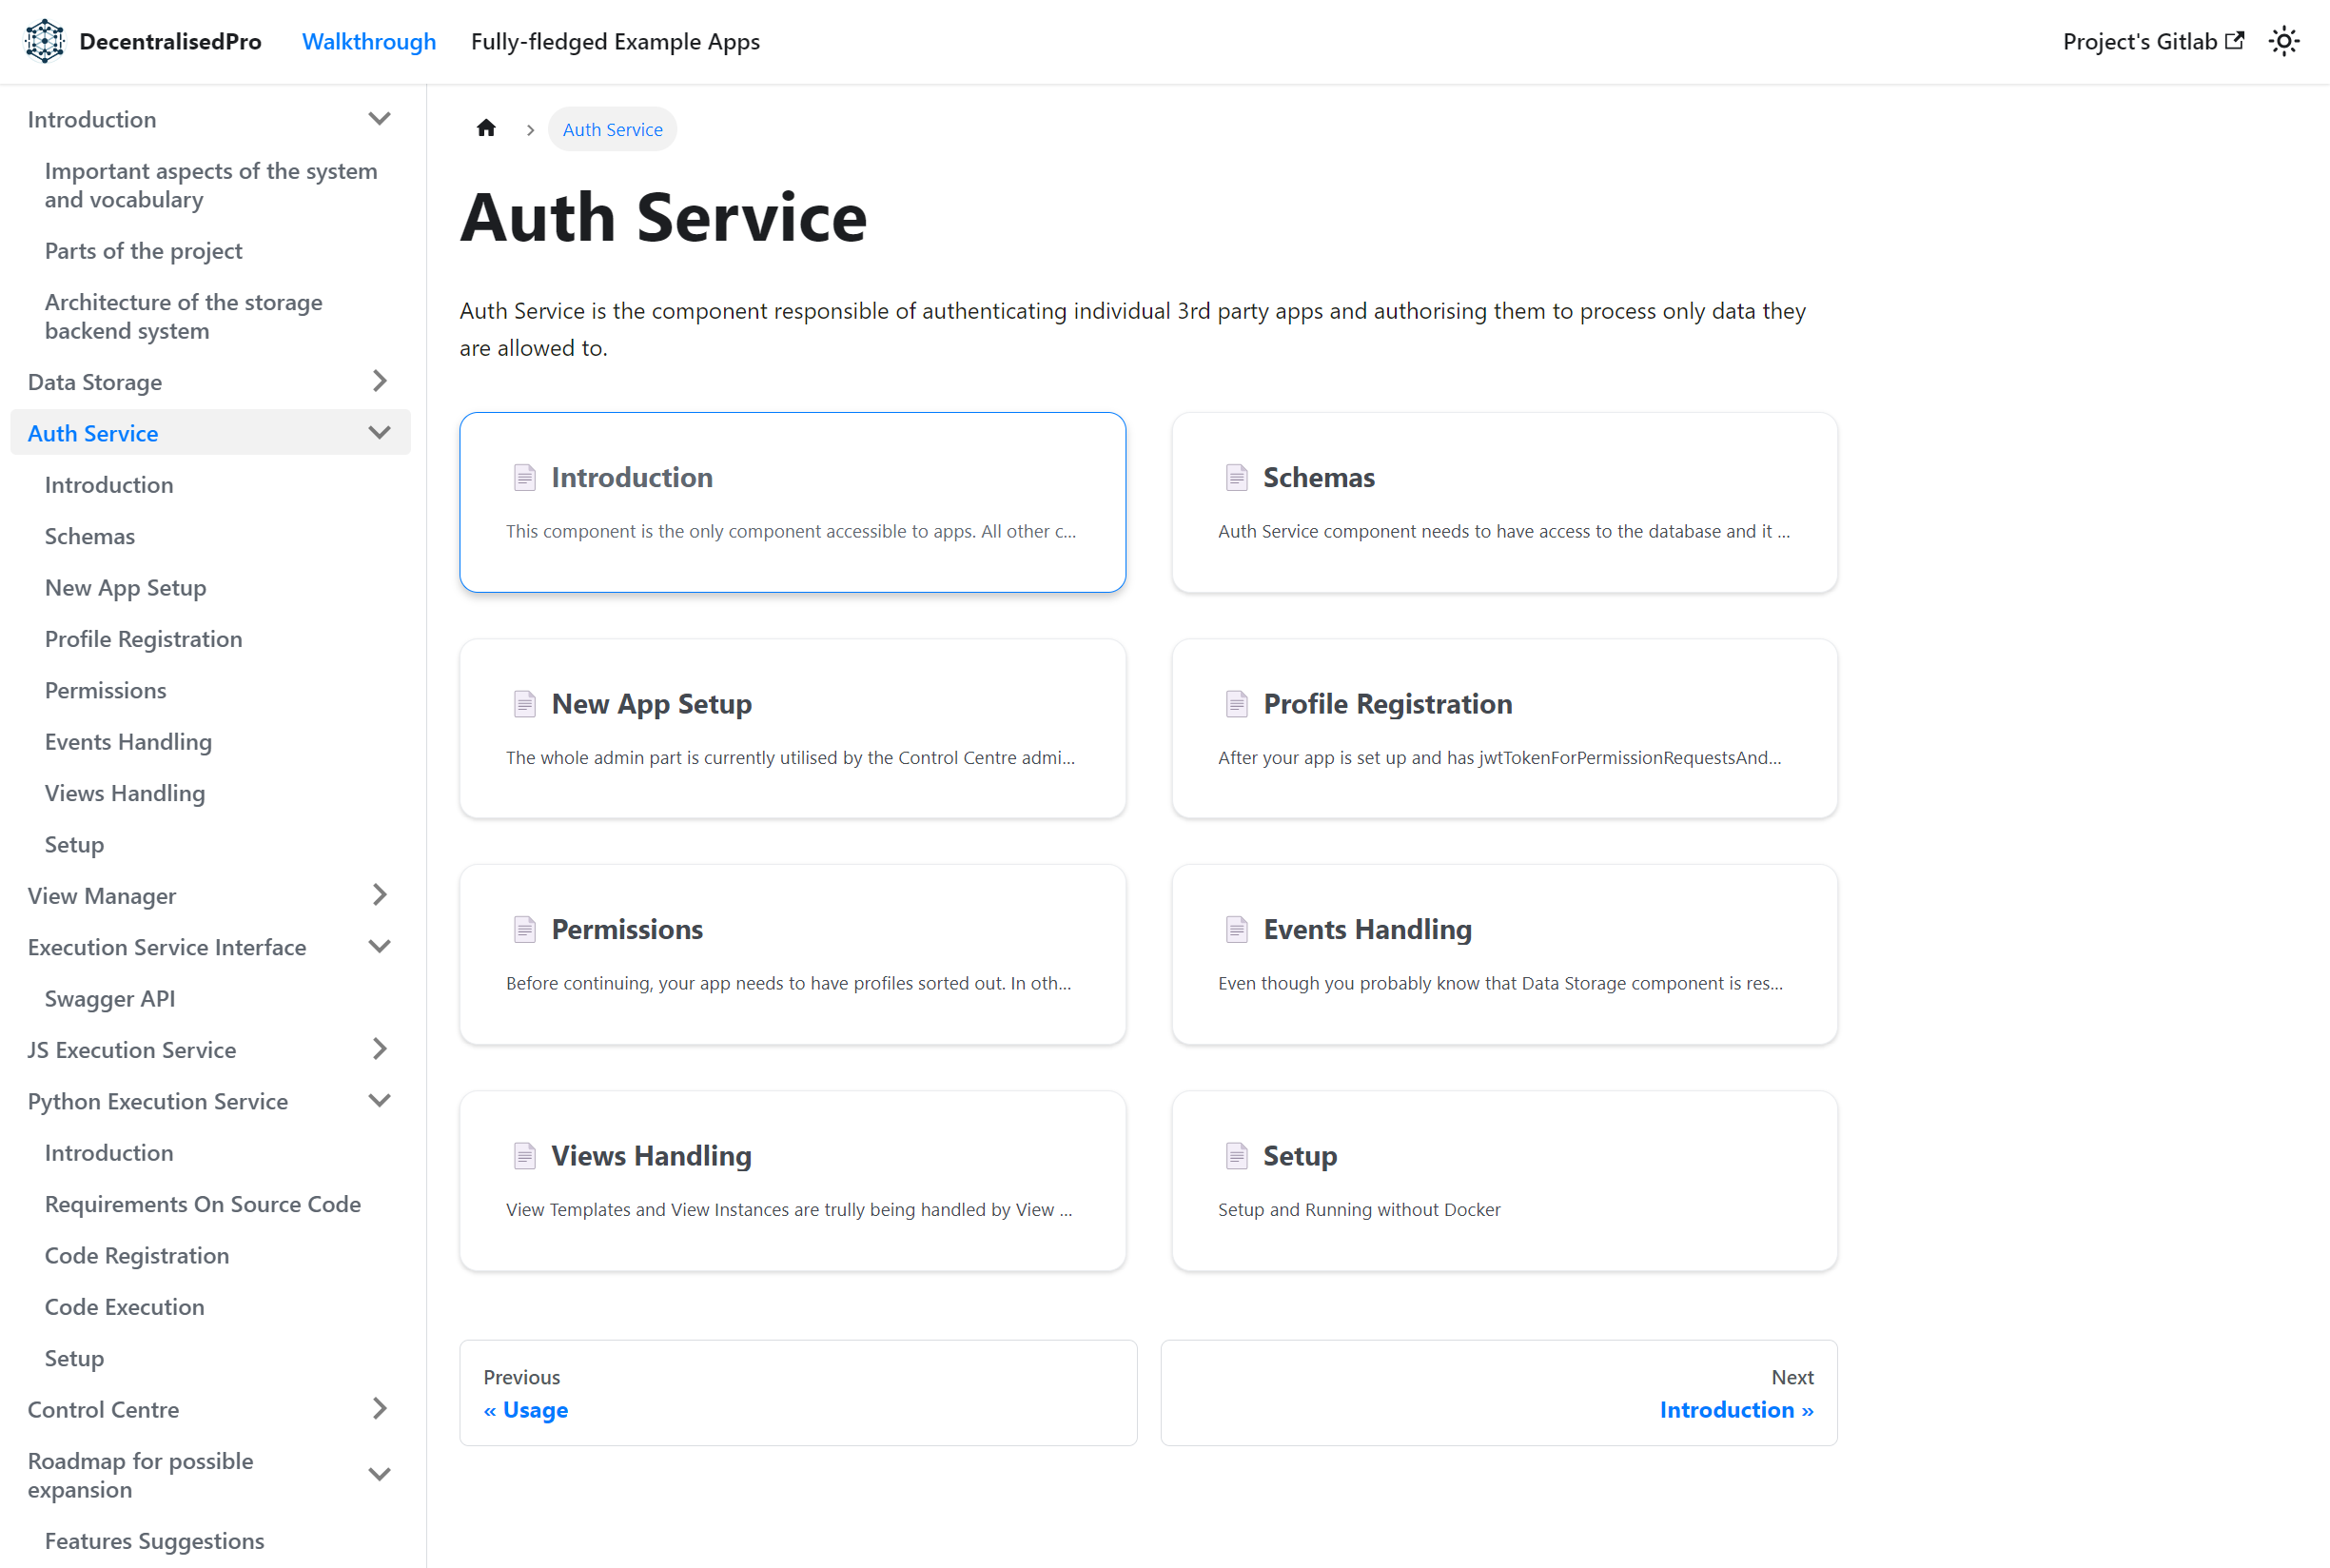 DecentralisedPro
Walkthrough
Fully-fledged Example Apps
Project's Gitlab
Introduction
Important aspects of the system
and vocabulary
Parts of the project
Architecture of the storage
backend system
Data Storage
Auth Service
Introduction
Schemas
New App Setup
Profile Registration
Permissions
Events Handling
Views Handling
Setup
View Manager
Execution Service Interface
Swagger API
JS Execution Service
Python Execution Service
Introduction
Requirements On Source Code
Code Registration
Code Execution
Setup
Control Centre
Roadmap for possible
expansion
Features Suggestions
Auth Service
Auth Service
Auth Service is the component responsible of authenticating individual 3rd party apps and authorising them to process only data they
are allowed to.
Introduction
This component is the only component accessible to apps. All other c...
Schemas
Auth Service component needs to have access to the database and it ...
New App Setup
The whole admin part is currently utilised by the Control Centre admi...
Profile Registration
After your app is set up and has jwtTokenForPermissionRequestsAnd...
Permissions
Before continuing, your app needs to have profiles sorted out. In oth...
Events Handling
Even though you probably know that Data Storage component is res...
Views Handling
View Templates and View Instances are trully being handled by View ...
Setup
Setup and Running without Docker
Previous
« Usage
Next
Introduction »